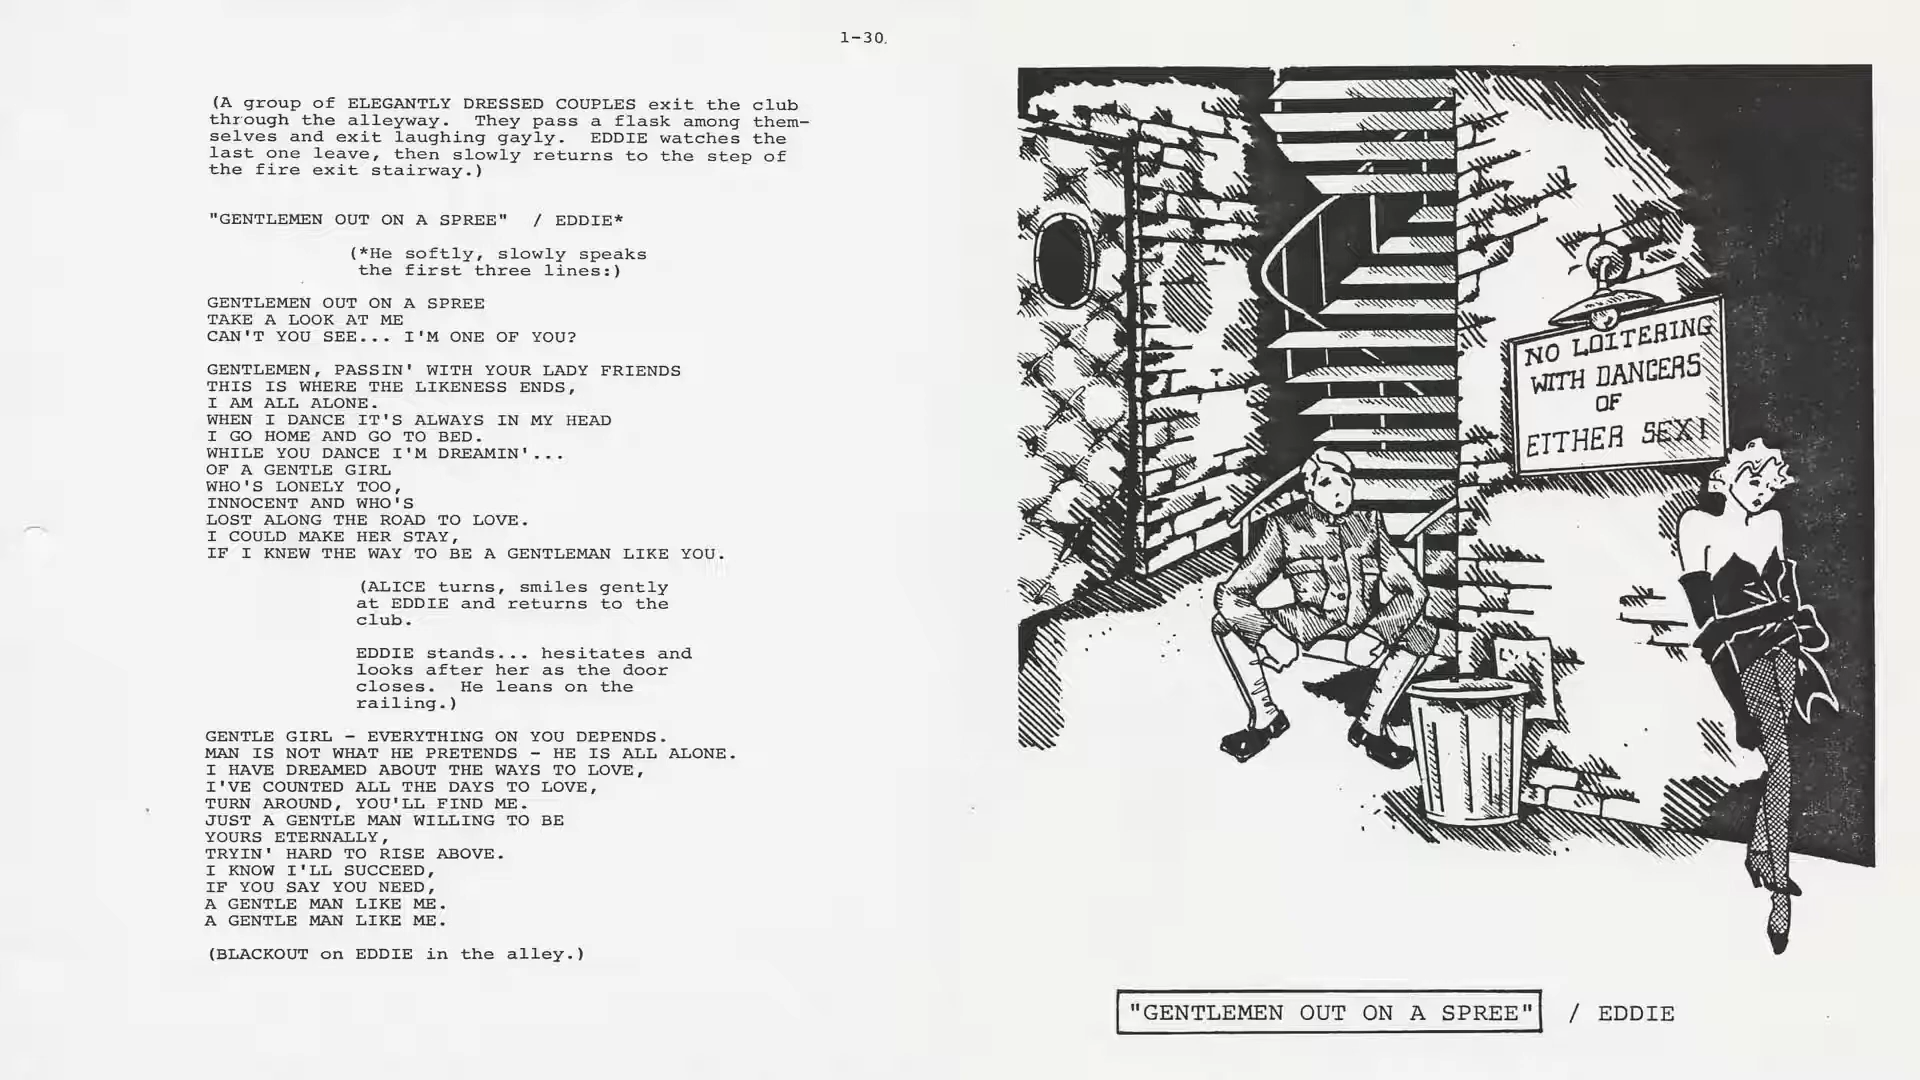 1-30.
(A group of ELEGANTLY DRESSED COUPLES exit the club
through the alleyway.  They pass a flask among them-
selves and exit laughing gayly.  EDDIE watches the
last one leave, then slowly returns to the step of
the fire exit stairway.)
"GENTLEMEN OUT ON A SPREE"  / EDDIE*
(*He softly, slowly speaks
the first three lines:)
GENTLEMEN OUT ON A SPREE
TAKE A LOOK AT ME
CAN'T YOU SEE... I'M ONE OF YOU?
GENTLEMEN, PASSIN' WITH YOUR LADY FRIENDS
THIS IS WHERE THE LIKENESS ENDS,
I AM ALL ALONE.
WHEN I DANCE IT'S ALWAYS IN MY HEAD
I GO HOME AND GO TO BED.
WHILE YOU DANCE I'M DREAMIN'...
OF A GENTLE GIRL
WHO'S LONELY TOO,
INNOCENT AND WHO'S
LOST ALONG THE ROAD TO LOVE.
I COULD MAKE HER STAY,
IF I KNEW THE WAY TO BE A GENTLEMAN LIKE YOU.
(ALICE turns, smiles gently
at EDDIE and returns to the
club.
EDDIE stands... hesitates and
looks after her as the door
closes.  He leans on the
railing.)
GENTLE GIRL - EVERYTHING ON YOU DEPENDS.
MAN IS NOT WHAT HE PRETENDS - HE IS ALL ALONE.
I HAVE DREAMED ABOUT THE WAYS TO LOVE,
I'VE COUNTED ALL THE DAYS TO LOVE,
TURN AROUND, YOU'LL FIND ME.
JUST A GENTLE MAN WILLING TO BE
YOURS ETERNALLY,
TRYIN' HARD TO RISE ABOVE.
I KNOW I'LL SUCCEED,
IF YOU SAY YOU NEED,
A GENTLE MAN LIKE ME.
A GENTLE MAN LIKE ME.
(BLACKOUT on EDDIE in the alley.)
NO LOITERING
WITH DANCERS
OF
EITHER SEX!
"GENTLEMEN OUT ON A SPREE" / EDDIE